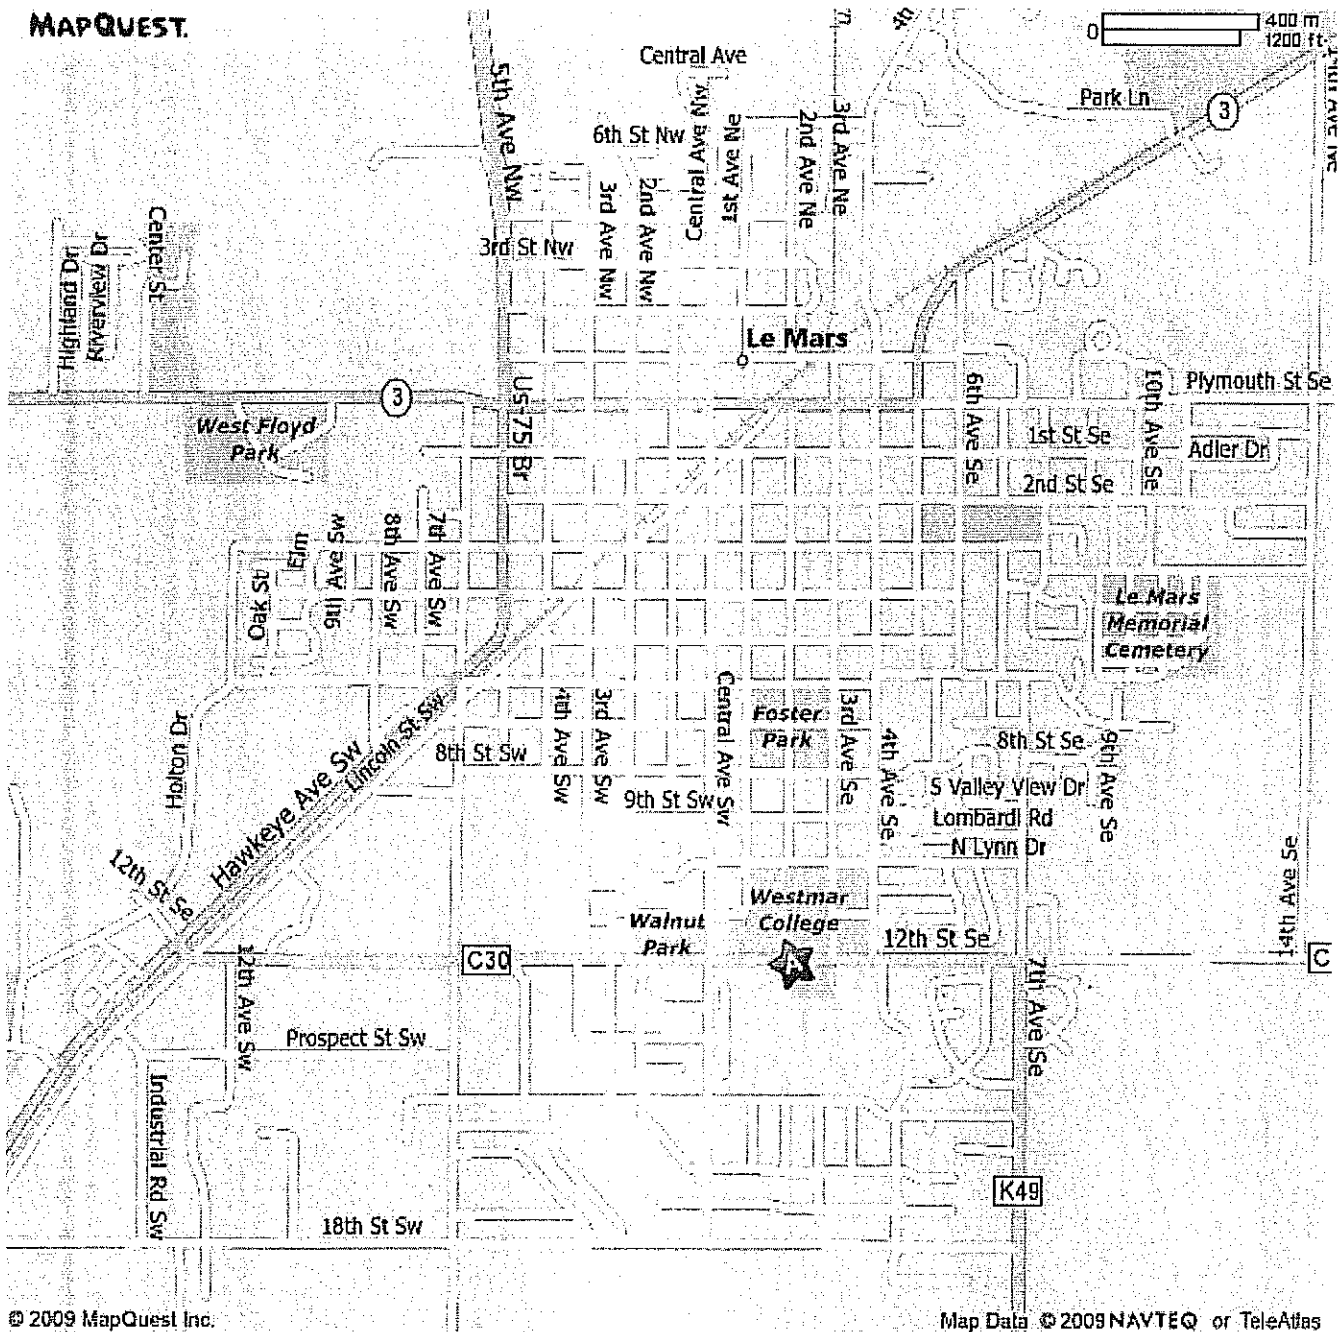 MAPQUEST.
0
400 m
1200 ft
Central Ave
5th Ave NW
Park Ln
3
6th St Nw
Central Ave Nw
1st Ave Ne
2nd Ave Ne
3rd Ave Ne
3rd Ave Nw
2nd Ave Nw
3rd St Nw
Center St
Highland Dr
Riverview Dr
Le Mars
3
Us-75 Br
6th Ave Se
10th Ave Se
Plymouth St Se
West Floyd
Park
1st St Se
Adler Dr
2nd St Se
Elm
Oak St
9th Ave Sw
8th Ave Sw
7th Ave Sw
Le Mars
Memorial
Cemetery
Holton Dr
Hawkeye Ave Sw
Lincoln St Sw
8th St Sw
4th Ave Sw
3rd Ave Sw
9th St Sw
Central Ave Sw
Foster
Park
3rd Ave Se
4th Ave Se
8th St Se
9th Ave Se
S Valley View Dr
Lombardi Rd
N Lynn Dr
14th Ave Se
12th St Se
Westmar
College
Walnut
Park
12th St Se
A
C30
C
12th Ave Sw
7th Ave Se
Prospect St Sw
Industrial Rd Sw
K49
18th St Sw
© 2009 MapQuest Inc.
Map Data © 2009 NAVTEQ or TeleAtlas